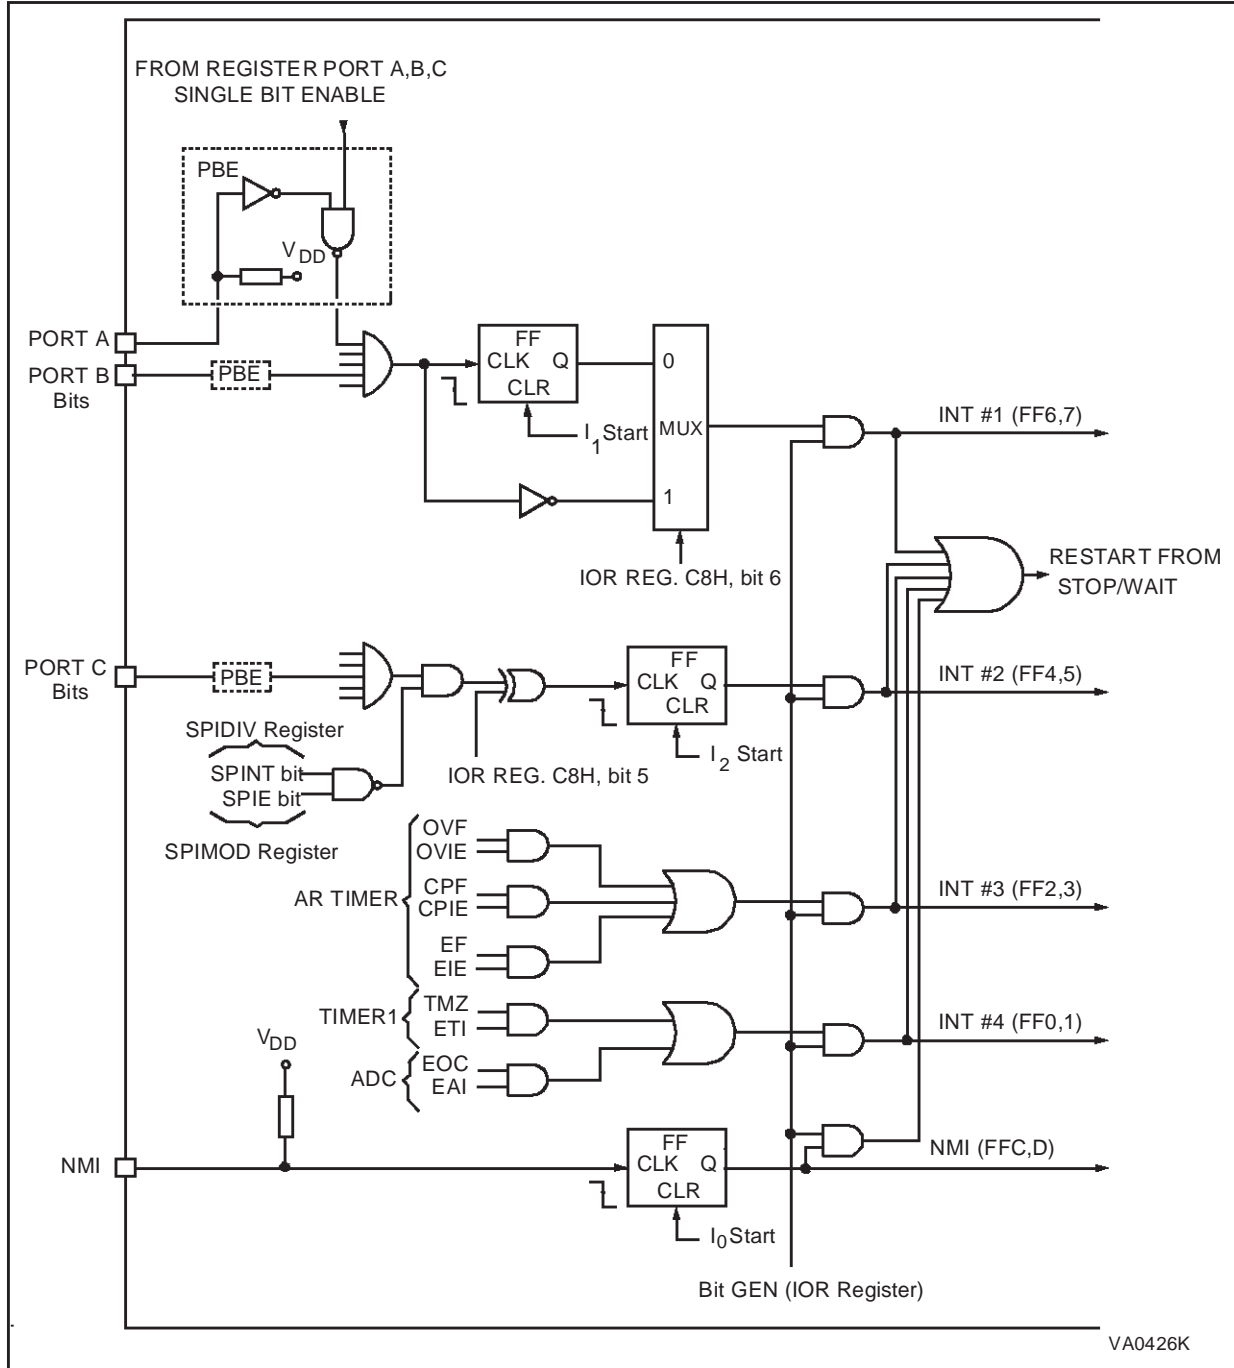 FROM REGISTER PORT A,B,C
SINGLE BIT ENABLE
PBE
VDD
PORT A
PORT B
Bits
PBE
FF
CLK Q
CLR
I1Start
0
MUX
1
IOR REG. C8H, bit 6
INT #1 (FF6,7)
RESTART FROM
STOP/WAIT
PORT C
Bits
PBE
SPIDIV Register
SPINT bit
SPIE bit
SPIMOD Register
IOR REG. C8H, bit 5
FF
CLK Q
CLR
I2 Start
INT #2 (FF4,5)
AR TIMER
OVF
OVIE
CPF
CPIE
EF
EIE
INT #3 (FF2,3)
TIMER1
TMZ
ETI
ADC
EOC
EAI
INT #4 (FF0,1)
VDD
NMI
FF
CLK Q
CLR
I0Start
NMI (FFC,D)
Bit GEN (IOR Register)
VA0426K